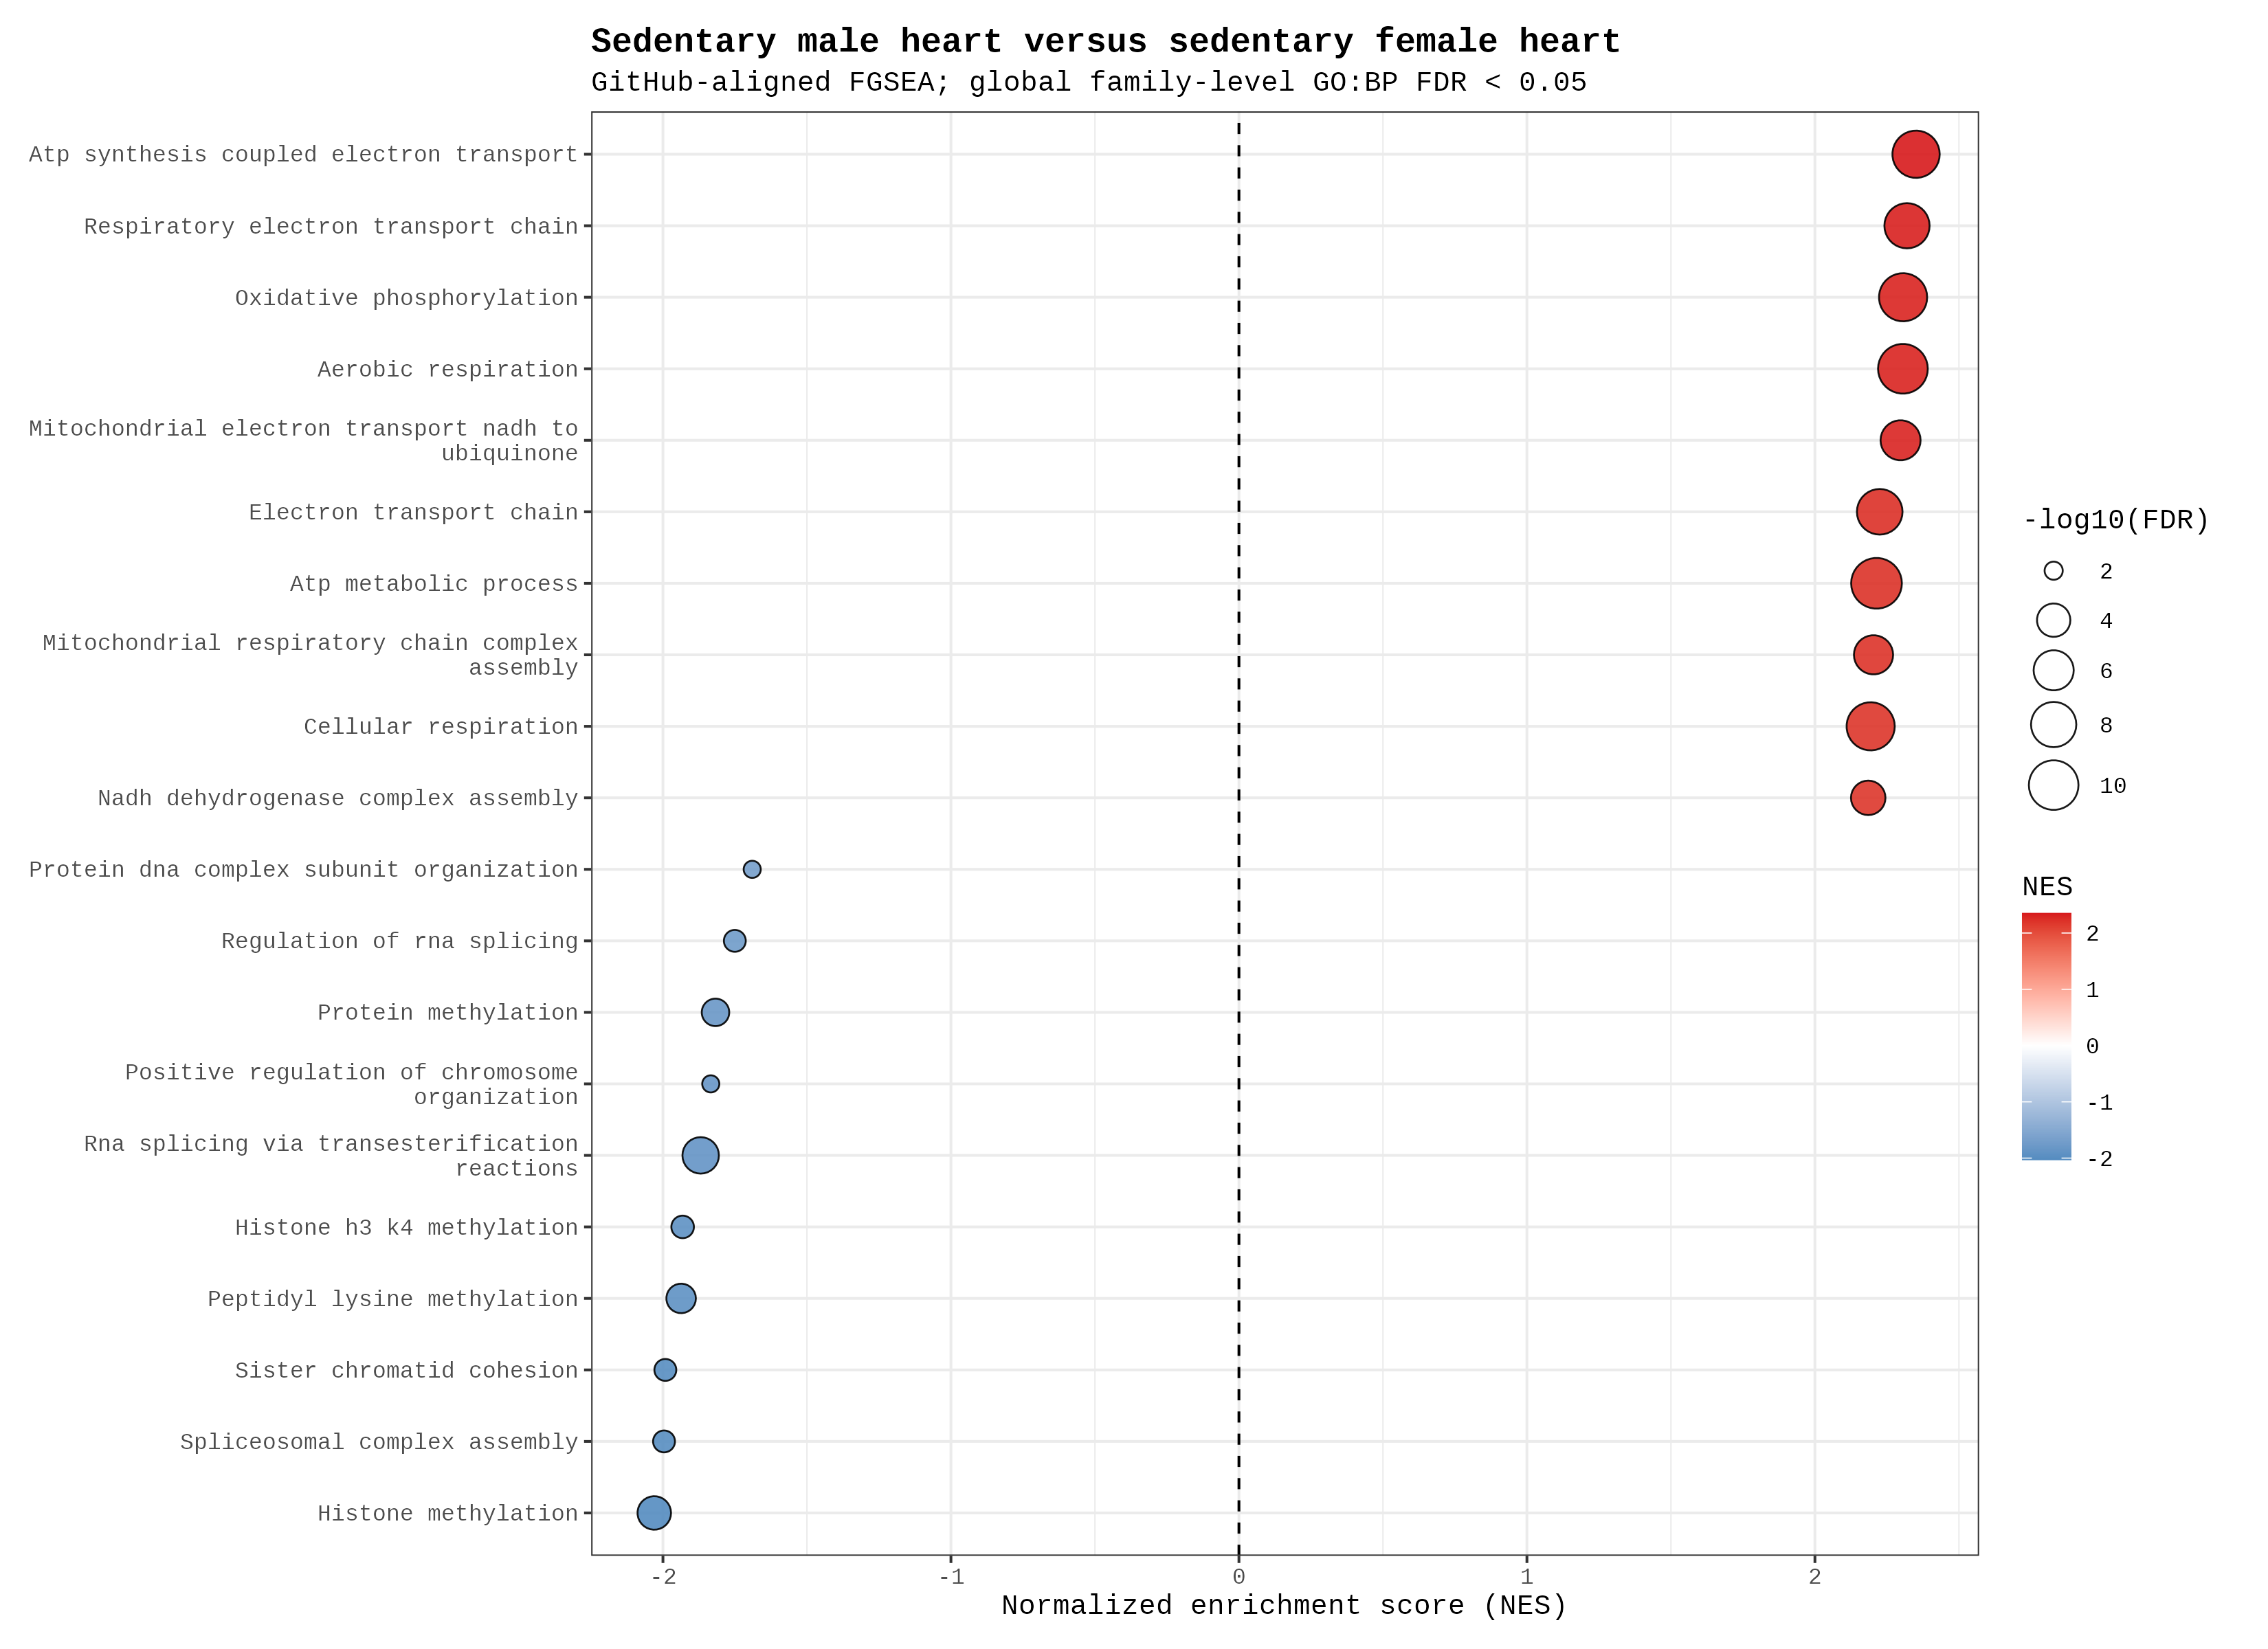 Sedentary male heart versus sedentary female heart
GitHub-aligned FGSEA; global family-level GO:BP FDR < 0.05
Atp synthesis coupled electron transport
Respiratory electron transport chain
Oxidative phosphorylation
Aerobic respiration
Mitochondrial electron transport nadh to
ubiquinone
Electron transport chain
Atp metabolic process
Mitochondrial respiratory chain complex
assembly
Cellular respiration
Nadh dehydrogenase complex assembly
Protein dna complex subunit organization
Regulation of rna splicing
Protein methylation
Positive regulation of chromosome
organization
Rna splicing via transesterification
reactions
Histone h3 k4 methylation
Peptidyl lysine methylation
Sister chromatid cohesion
Spliceosomal complex assembly
Histone methylation
-2 -1 0 1 2
Normalized enrichment score (NES)
-log10(FDR)
2
4
6
8
10
NES
2
1
0
-1
-2